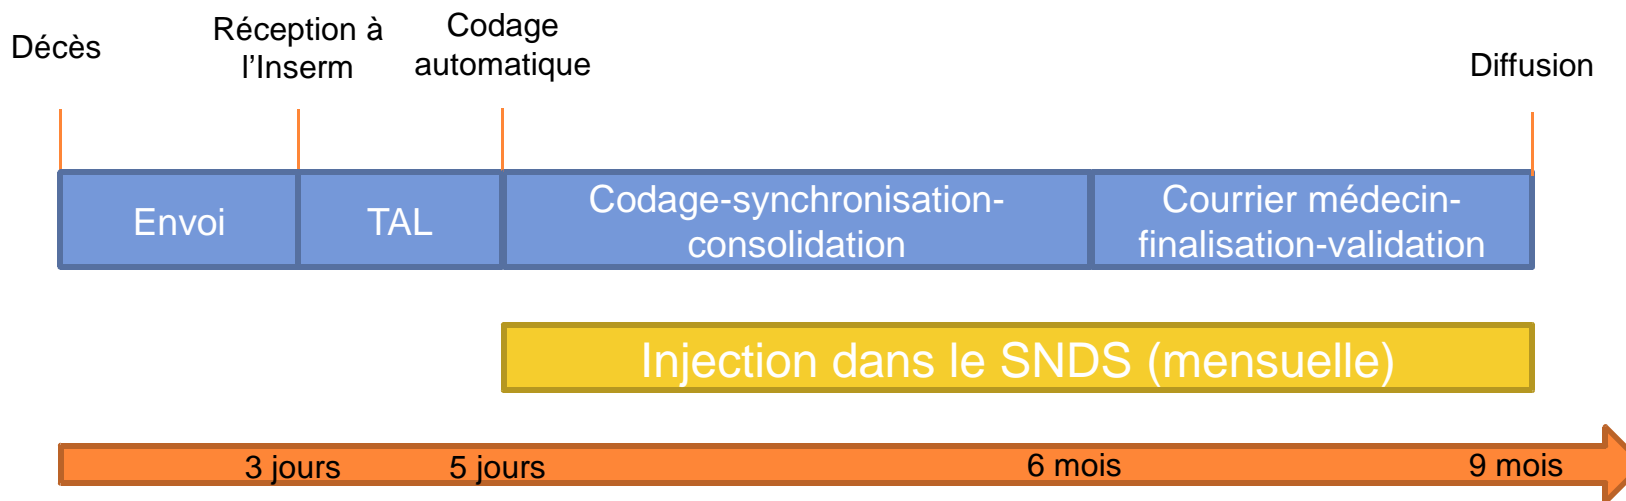 Décès
Réception à
l’Inserm
Codage
automatique
Diffusion
Envoi
TAL
Codage-synchronisation-
consolidation
Courrier médecin-
finalisation-validation
Injection dans le SNDS (mensuelle)
3 jours
5 jours
6 mois
9 mois